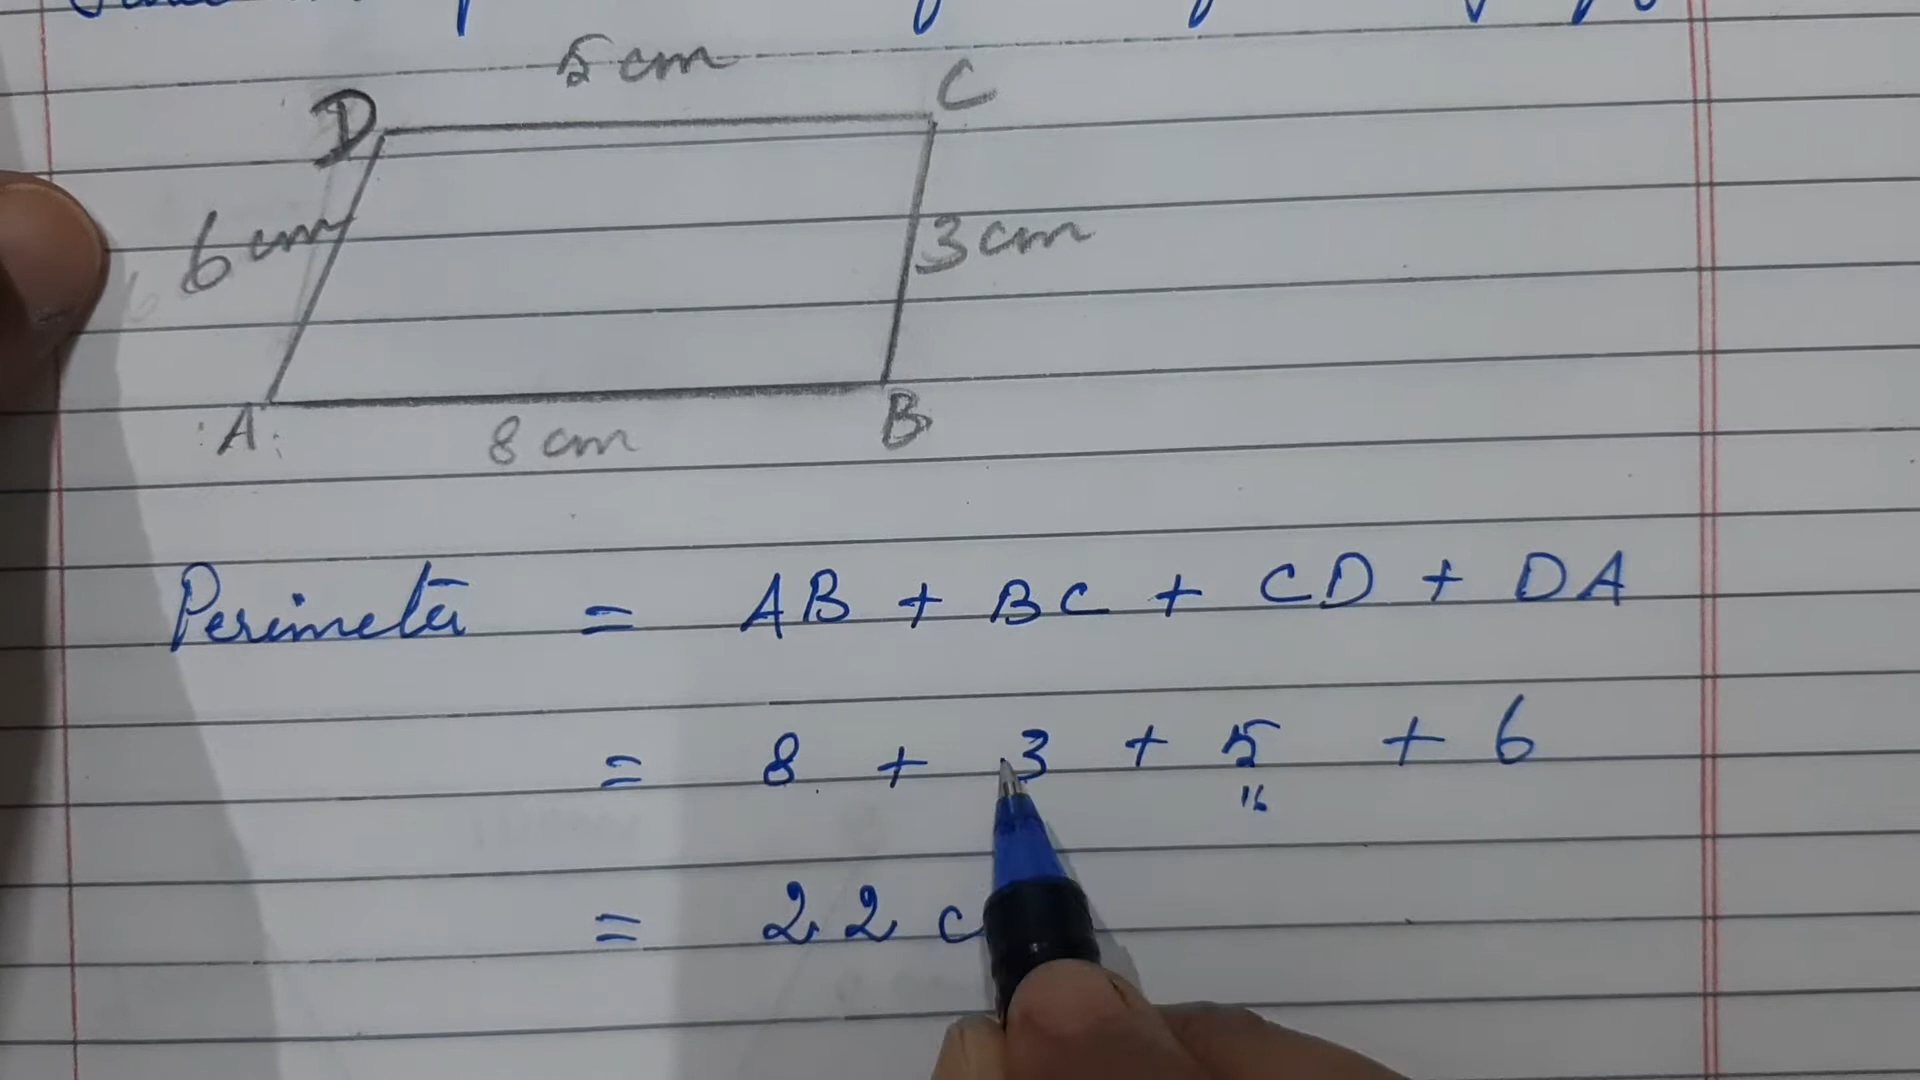 5 cm
D C
6 cm 3 cm
A B
8 cm
Perimeter = AB + BC + CD + DA
= 8 + 3 + 5 + 6
16
= 22 c